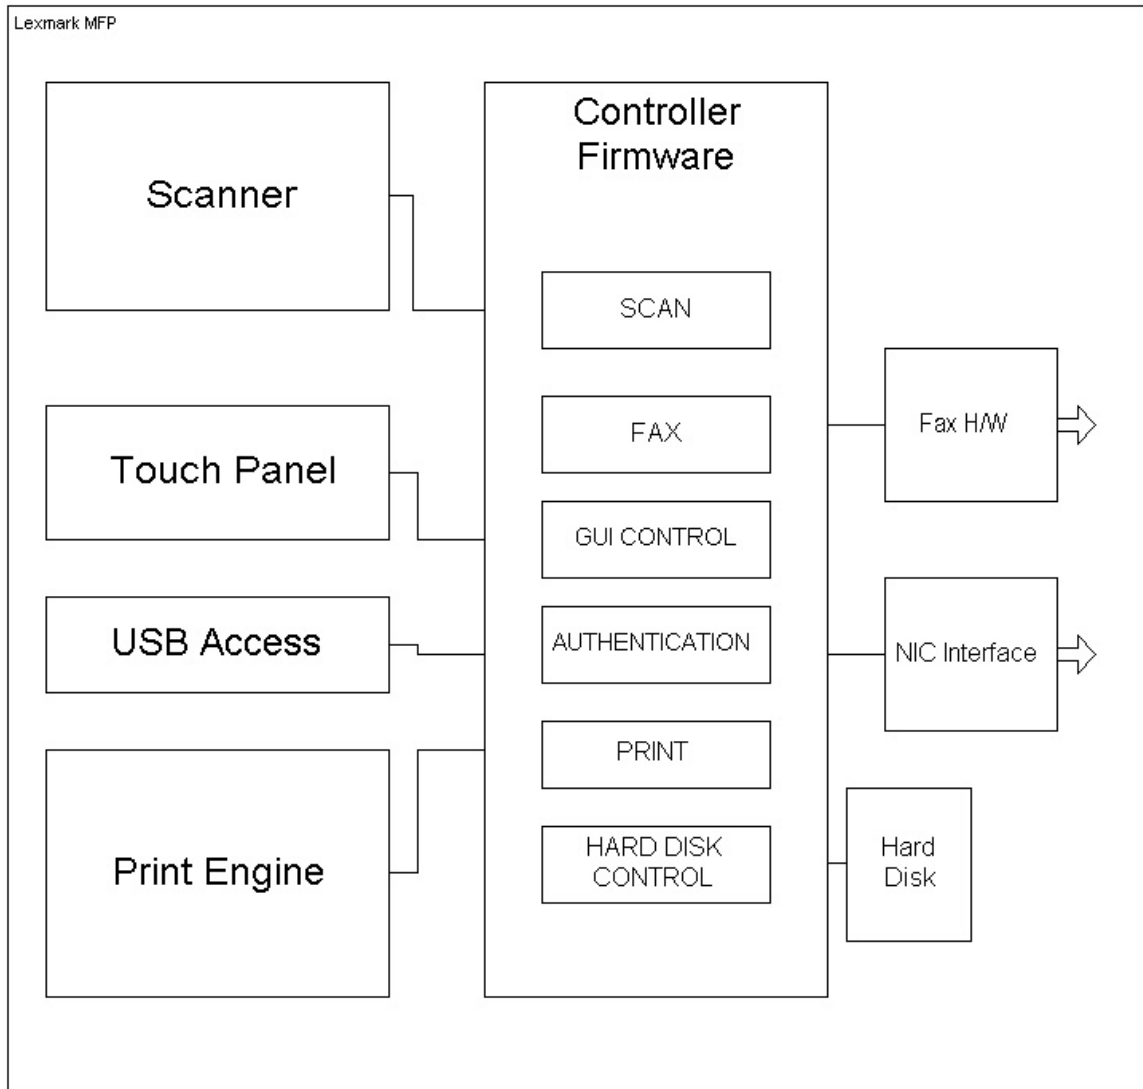 Lexmark MFP
Scanner
Touch Panel
USB Access
Print Engine
Controller
Firmware
SCAN
FAX
GUI CONTROL
AUTHENTICATION
PRINT
HARD DISK
CONTROL
Fax H/W
NIC Interface
Hard
Disk